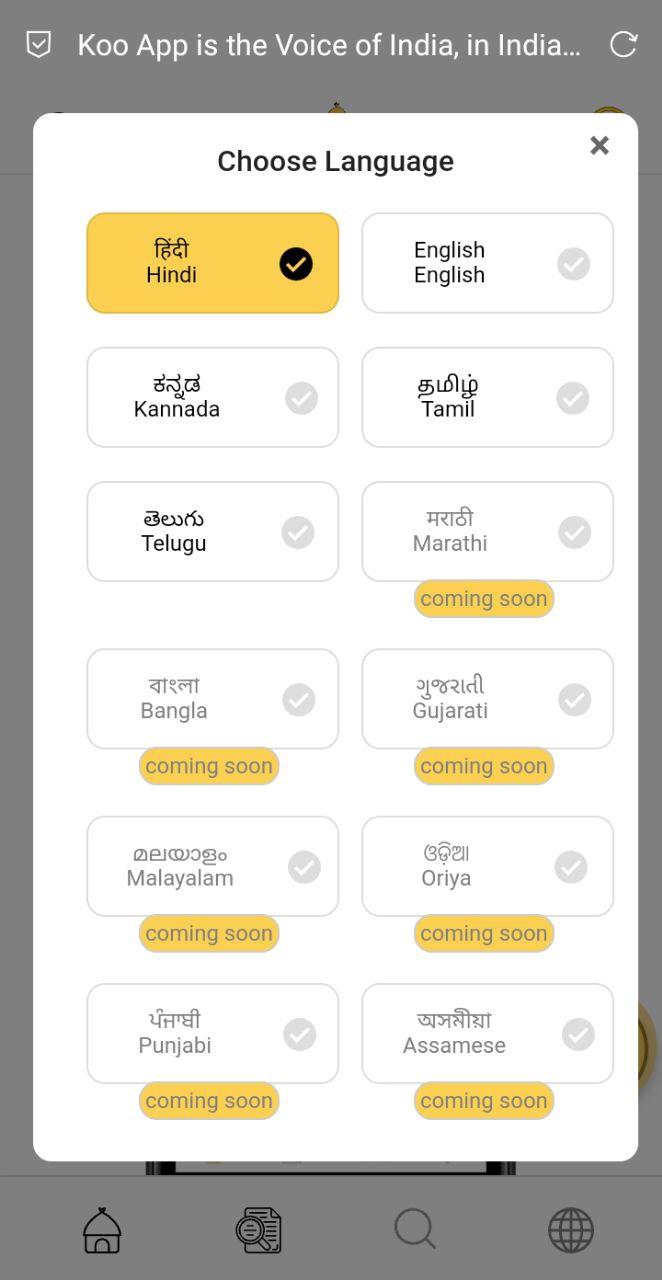 Koo App is the Voice of India, in India...
Choose Language
हिंदी
Hindi
English
English
ಕನ್ನಡ
Kannada
தமிழ்
Tamil
తెలుగు
Telugu
मराठी
Marathi
coming soon
বাংলা
Bangla
coming soon
ગુજરાતી
Gujarati
coming soon
മലയാളം
Malayalam
coming soon
ଓଡ଼ିଆ
Oriya
coming soon
ਪੰਜਾਬੀ
Punjabi
coming soon
অসমীয়া
Assamese
coming soon